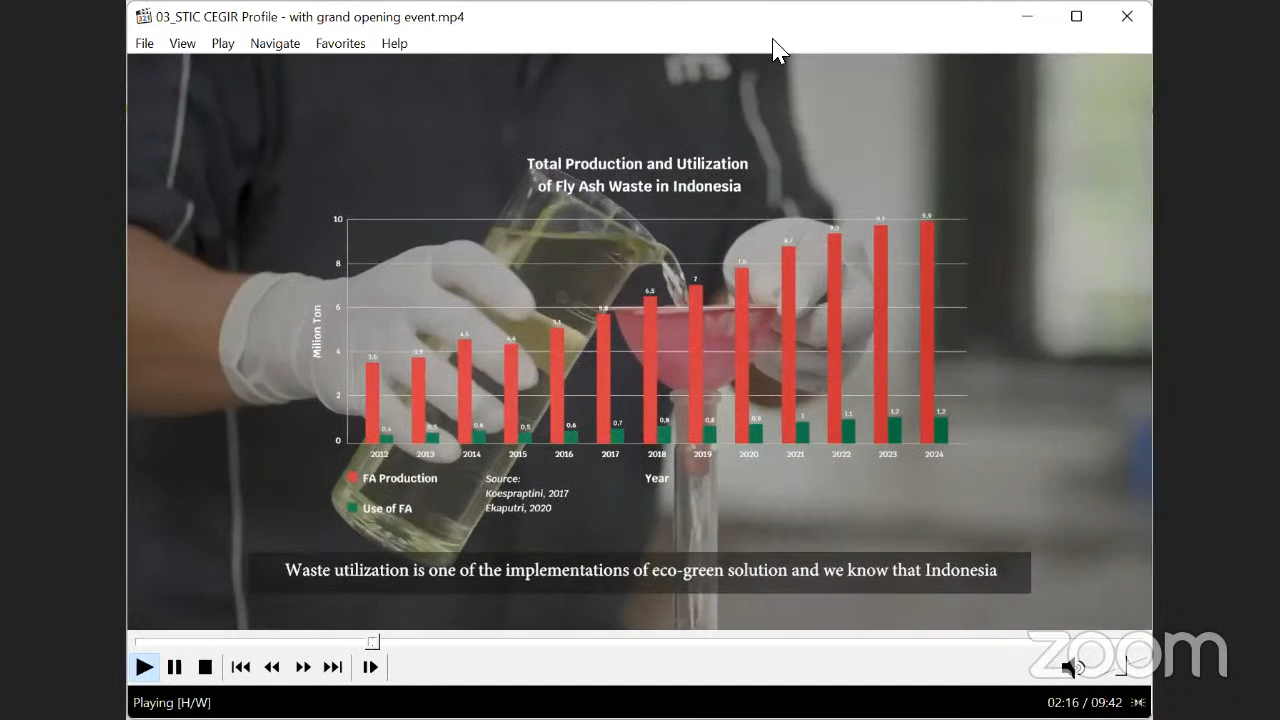 03_STIC CEGIR Profile - with grand opening event.mp4
File View Play Navigate Favorites Help
Total Production and Utilization
of Fly Ash Waste in Indonesia
10
8
6
4
2
0
Milion Ton
3,6 3,9 4,6 4,4 5,1 5,8 6,5 7 7,8 8,7 9,3 9,7 9,9
0,4 0,5 0,6 0,5 0,6 0,7 0,8 0,8 0,9 1 1,1 1,2 1,2
2012 2013 2014 2015 2016 2017 2018 2019 2020 2021 2022 2023 2024
FA Production
Use of FA
Source:
Koespraptini, 2017
Ekaputri, 2020
Year
Waste utilization is one of the implementations of eco-green solution and we know that Indonesia
zoom
Playing [H/W]
02:16 / 09:42